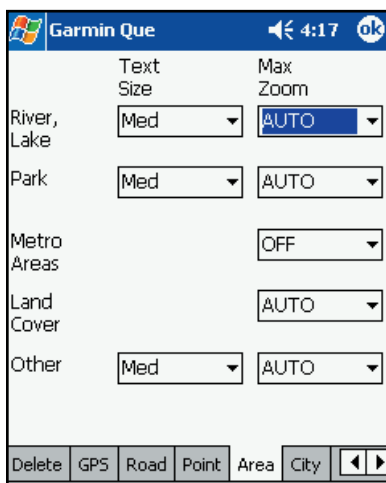 Garmin Que 4:17 ok
Text Size Max Zoom
River, Lake Med AUTO
Park Med AUTO
Metro Areas OFF
Land Cover AUTO
Other Med AUTO
Delete GPS Road Point Area City